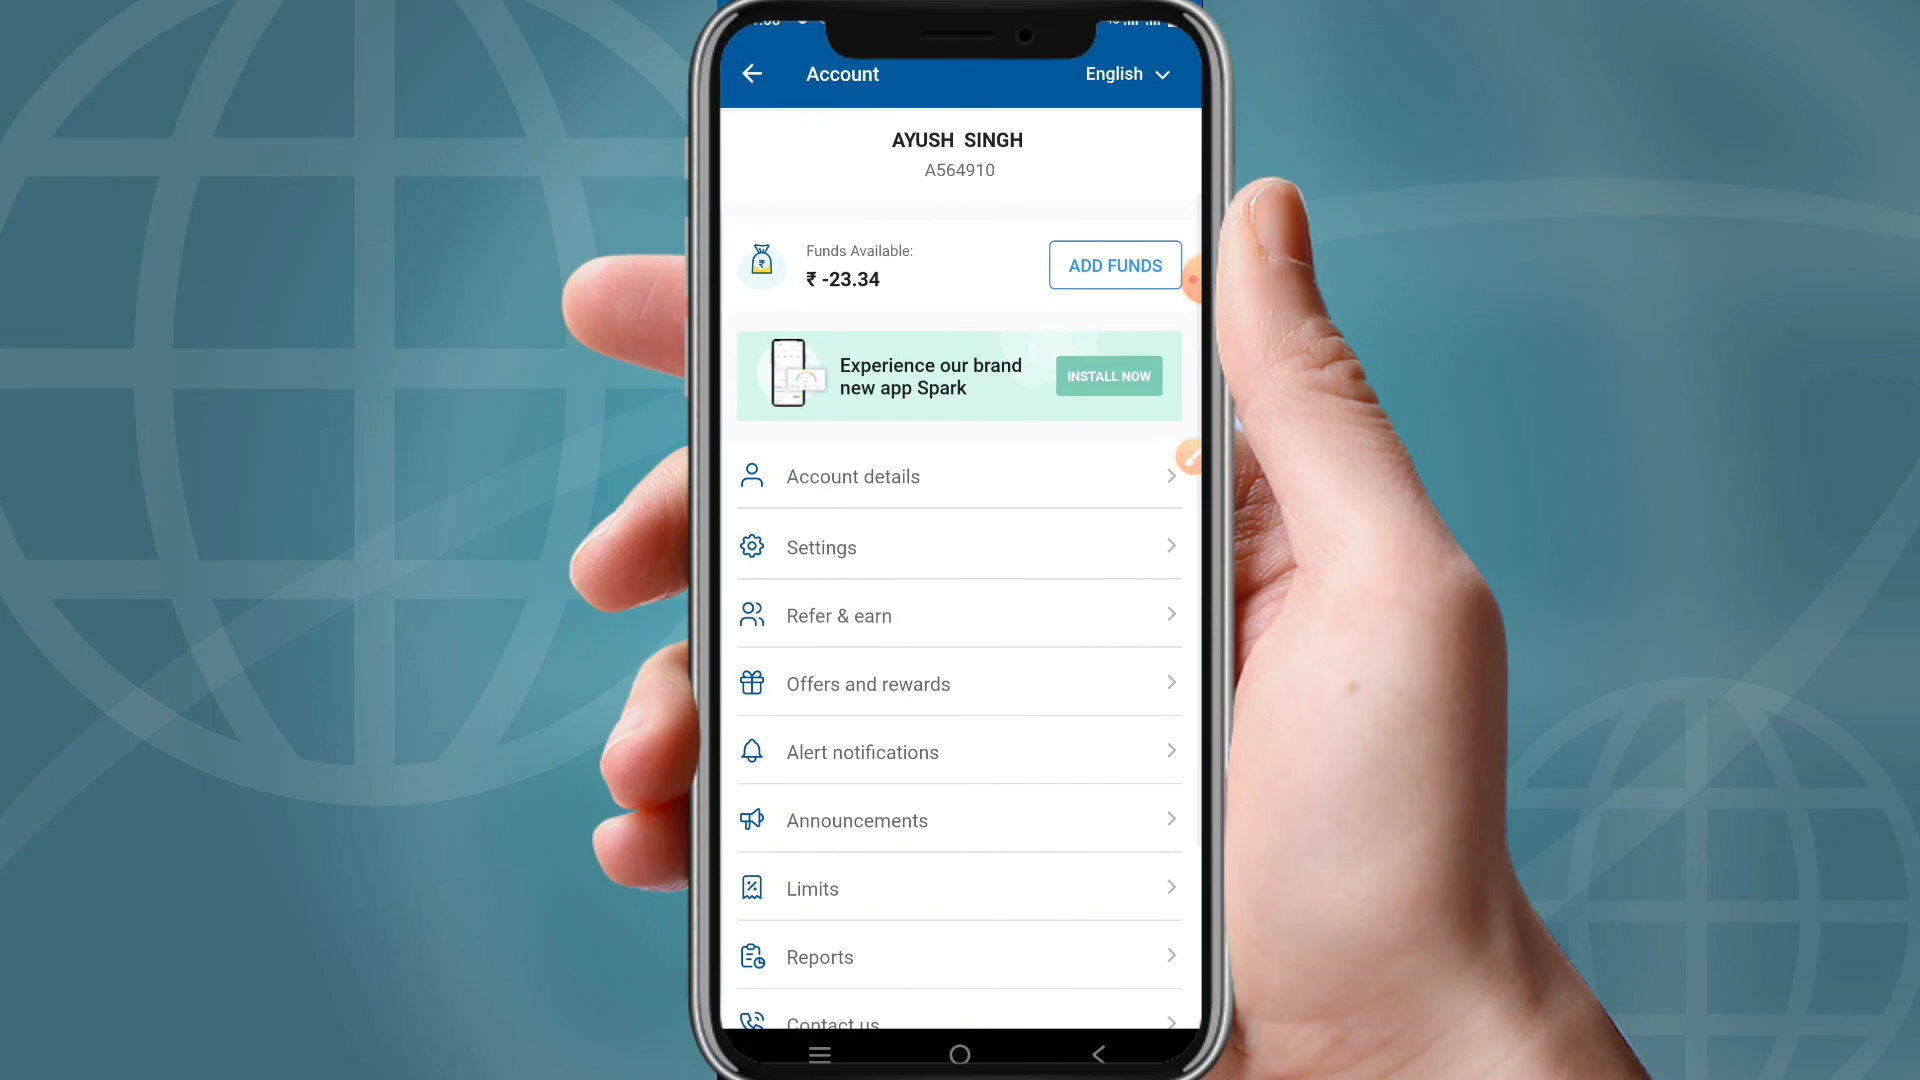 Account
English
AYUSH SINGH
A564910
Funds Available:
₹ -23.34
ADD FUNDS
Experience our brand
new app Spark
INSTALL NOW
Account details
Settings
Refer & earn
Offers and rewards
Alert notifications
Announcements
Limits
Reports
Contact us